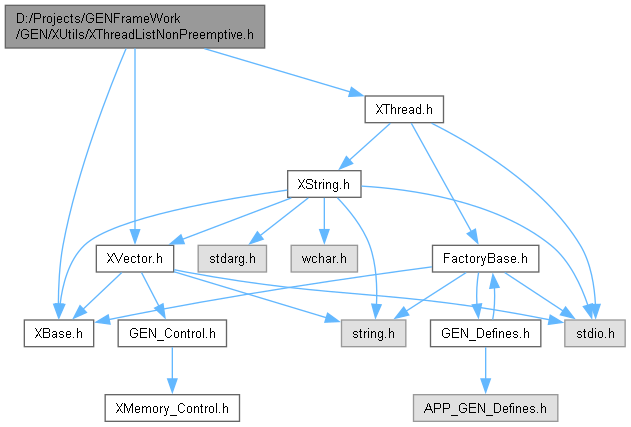 D:/Projects/GENFrameWork
/GEN/XUtils/XThreadListNonPreemptive.h
XThread.h
XString.h
XVector.h
stdarg.h
wchar.h
FactoryBase.h
XBase.h
GEN_Control.h
string.h
GEN_Defines.h
stdio.h
XMemory_Control.h
APP_GEN_Defines.h